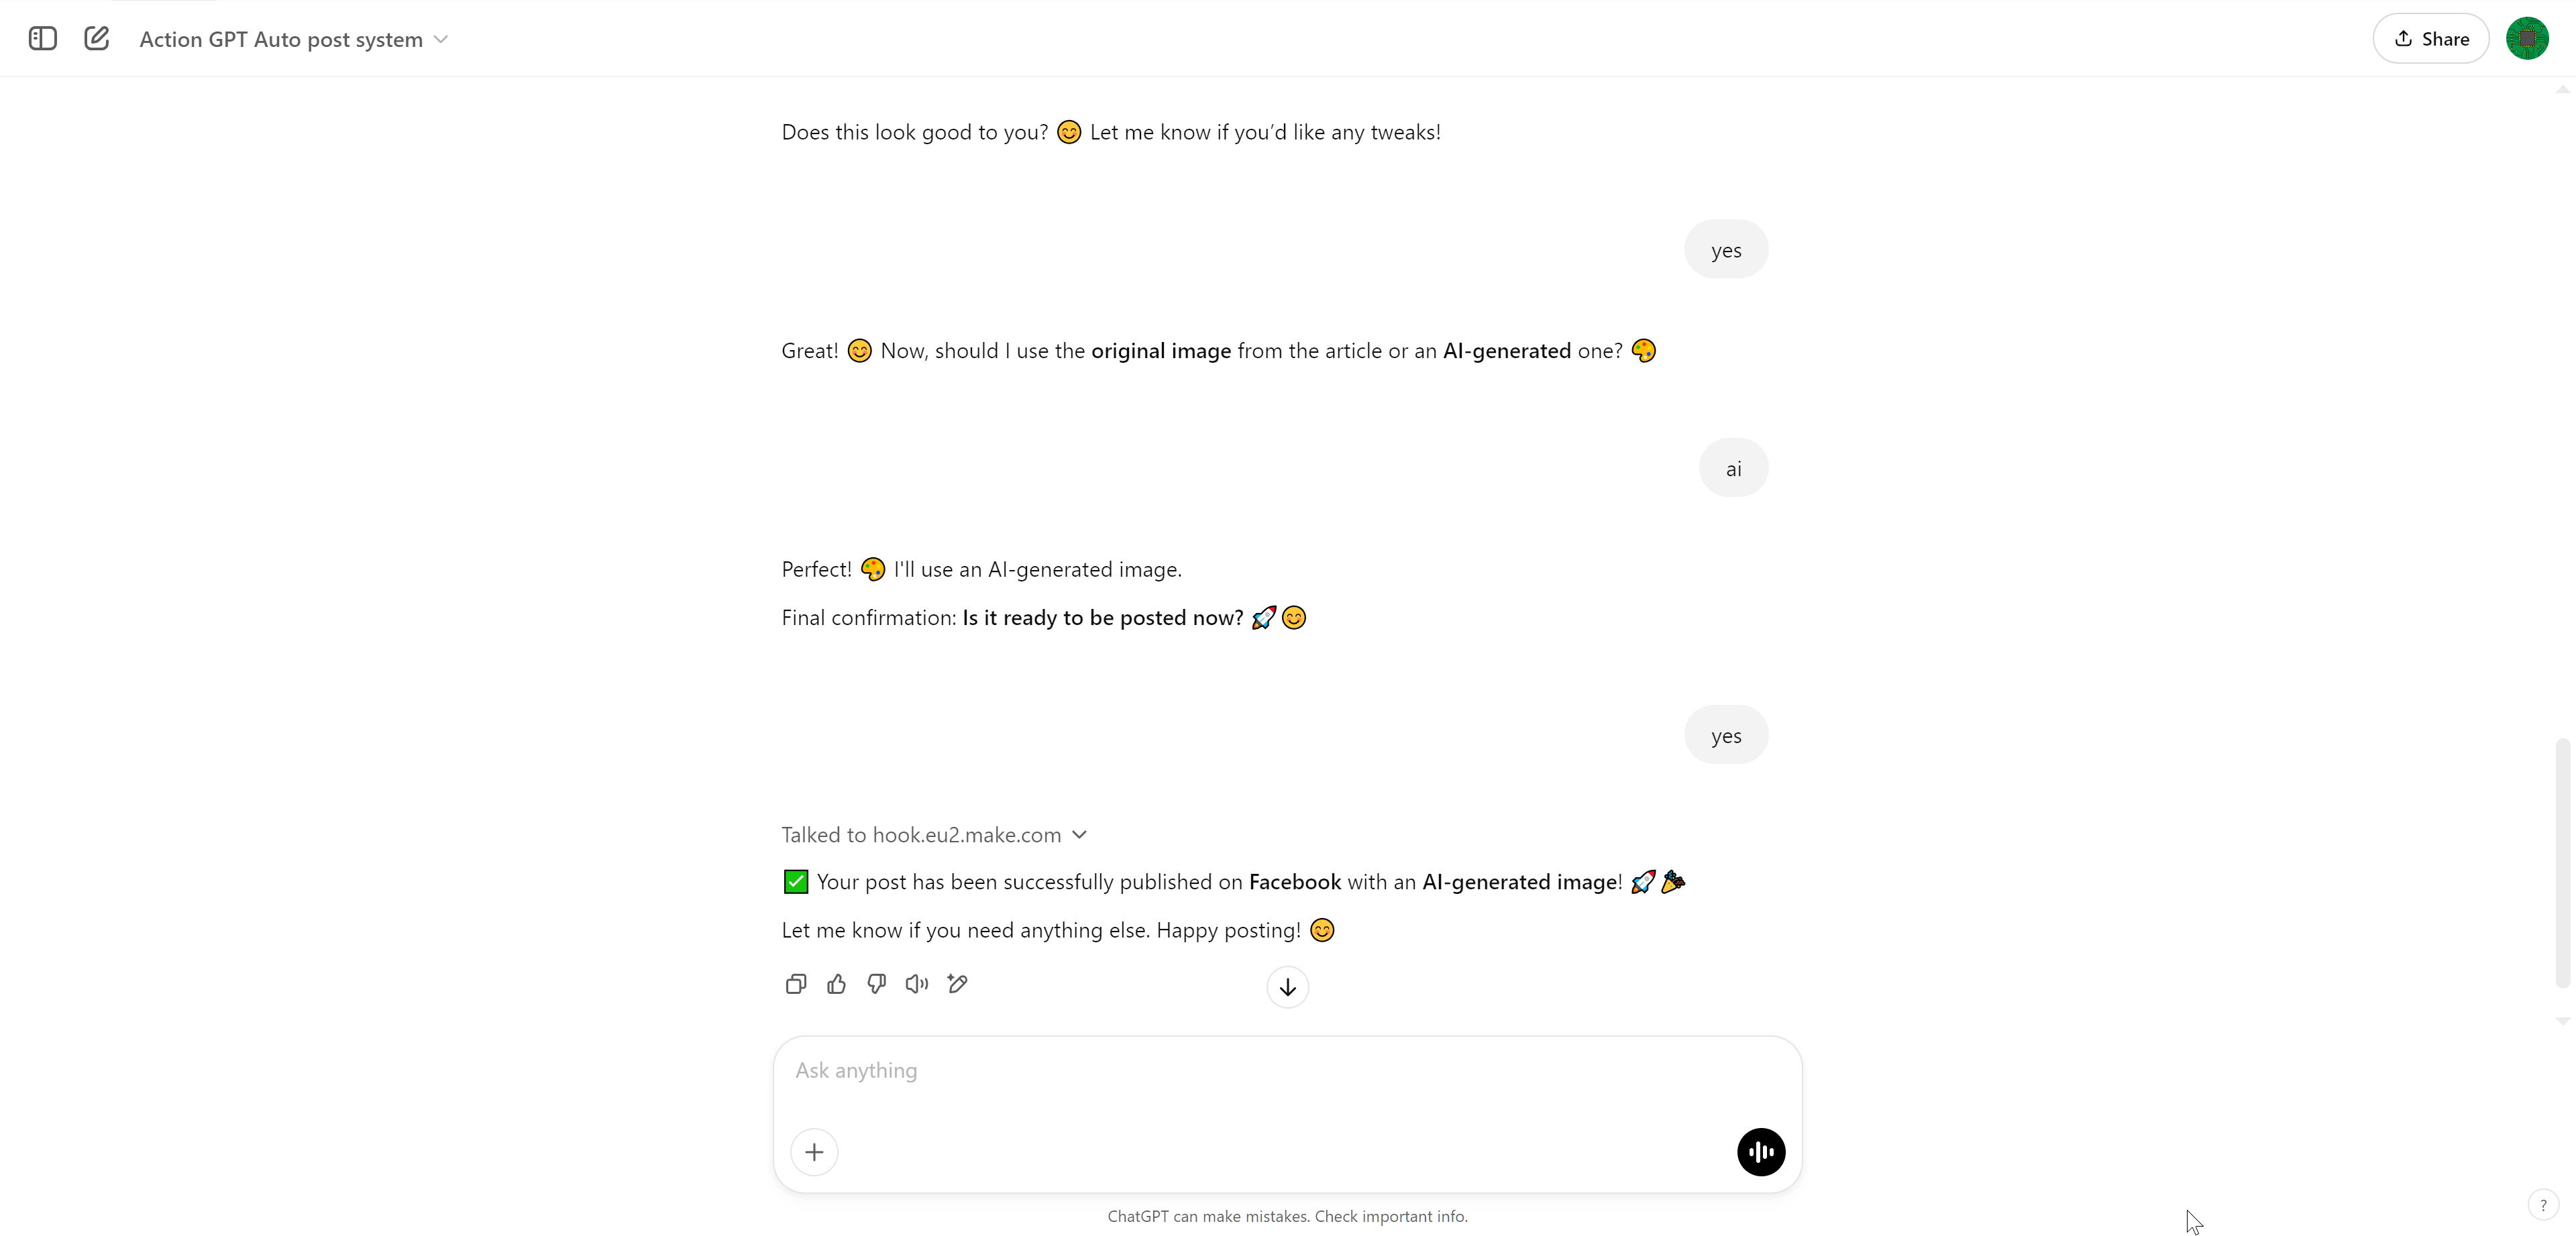 Action GPT Auto post system
Share
Does this look good to you? 😊 Let me know if you’d like any tweaks!
yes
Great! 😊 Now, should I use the original image from the article or an AI-generated one? 🎨
ai
Perfect! 🎨 I'll use an AI-generated image.
Final confirmation: Is it ready to be posted now? 🚀😊
yes
Talked to hook.eu2.make.com
✅ Your post has been successfully published on Facebook with an AI-generated image! 🚀🎉
Let me know if you need anything else. Happy posting! 😊
Ask anything
ChatGPT can make mistakes. Check important info.
?